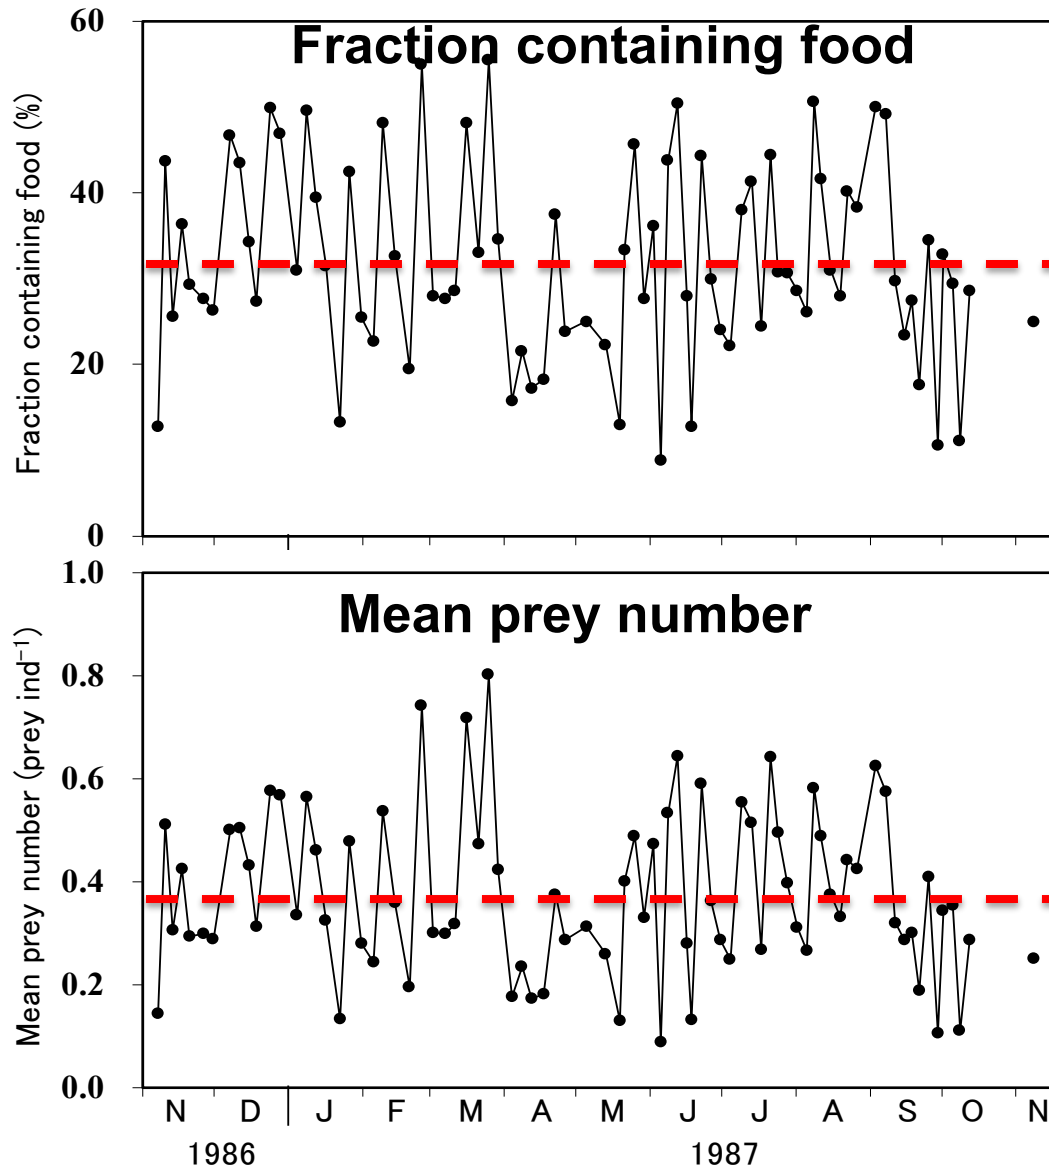 Fraction containing food
60
40
20
0
Fraction containing food (%)
Mean prey number
1.0
0.8
0.6
0.4
0.2
0.0
Mean prey number (prey ind⁻¹)
N D J F M A M J J A S O N
1986 1987